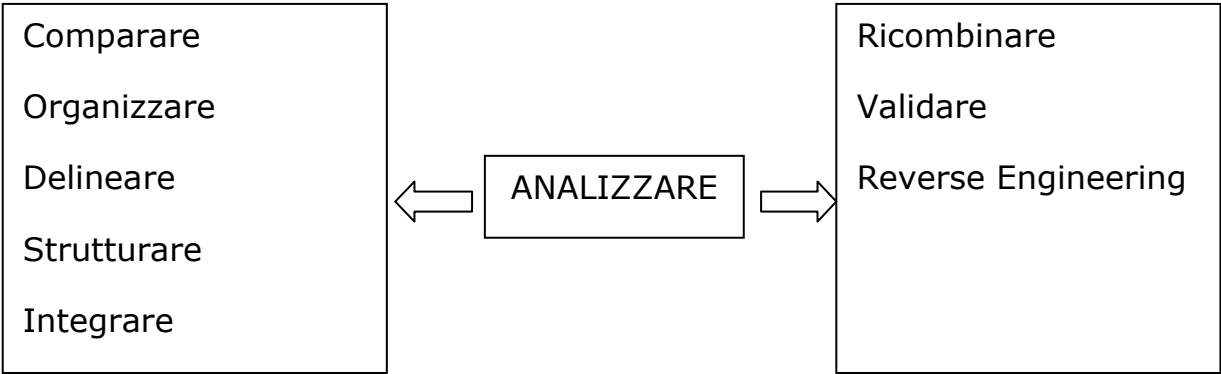 Comparare
Organizzare
Delineare
Strutturare
Integrare
ANALIZZARE
Ricombinare
Validare
Reverse Engineering